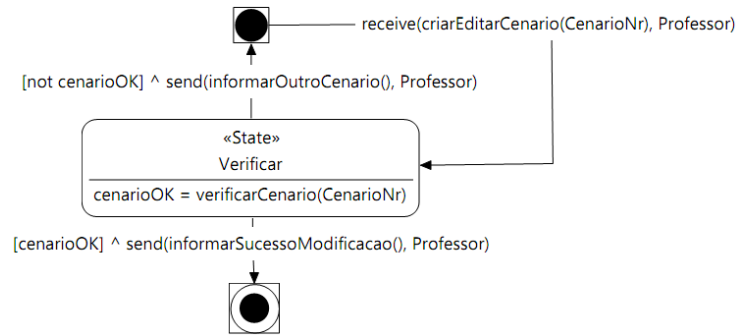 receive(criarEditarCenario(CenarioNr), Professor)
[not cenarioOK] ^ send(informarOutroCenario(), Professor)
«State»
Verificar
cenarioOK = verificarCenario(CenarioNr)
[cenarioOK] ^ send(informarSucessoModificacao(), Professor)